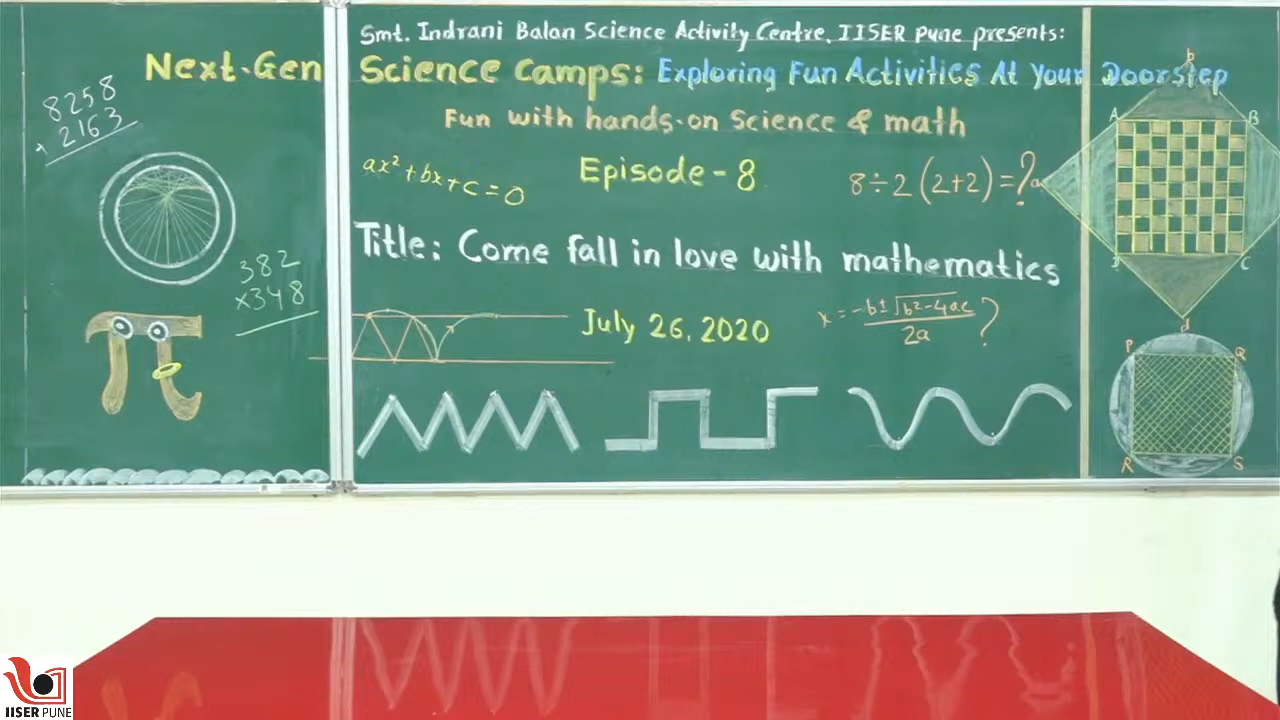 Smt. Indrani Balan Science Activity Centre, IISER Pune presents:
Next-Gen Science Camps: Exploring Fun Activities At Your Doorstep
Fun with hands-on Science & math
8258
+ 2163
ax² + bx + c = 0
Episode - 8
8 ÷ 2 (2+2) = ?
Title: Come fall in love with mathematics
382
×348
July 26, 2020
x = -b ± √b² - 4ac / 2a ?
b
A B
a
C
d
P Q
R S
IISER PUNE